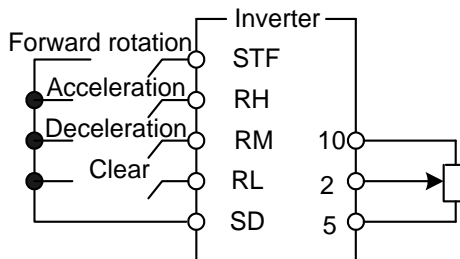 Inverter
Forward rotation
STF
Acceleration
RH
Deceleration
RM
10
Clear
RL
2
SD
5